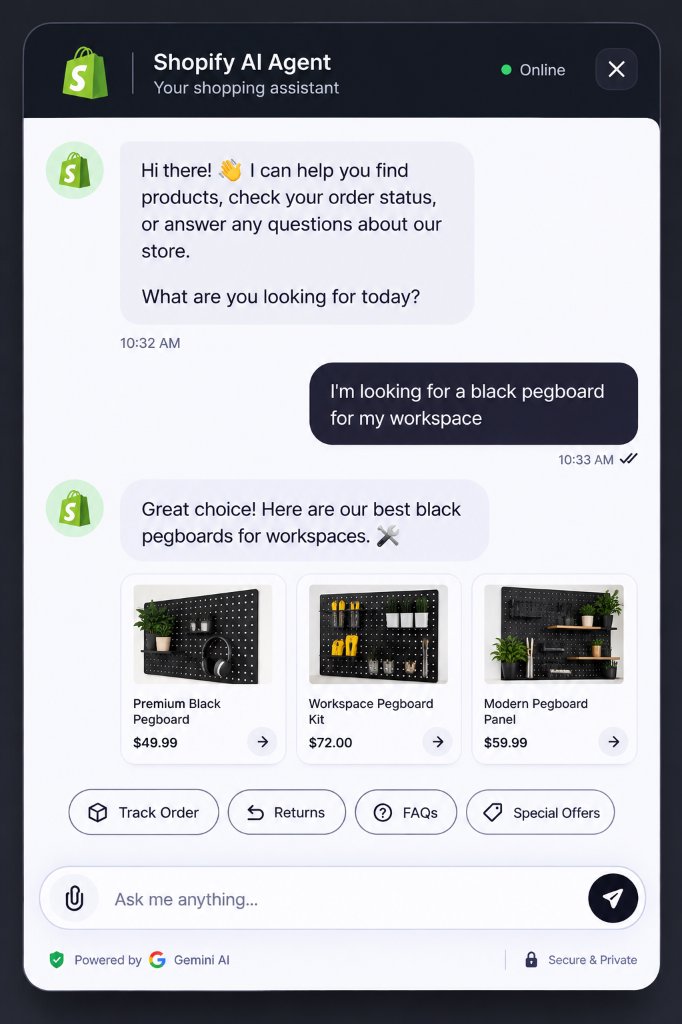 Shopify AI Agent
Your shopping assistant
Online
Hi there! 👋 I can help you find
products, check your order status,
or answer any questions about our
store.
What are you looking for today?
10:32 AM
I'm looking for a black pegboard
for my workspace
10:33 AM
Great choice! Here are our best black
pegboards for workspaces. 🛠️
Premium Black
Pegboard
$49.99
Workspace Pegboard
Kit
$72.00
Modern Pegboard
Panel
$59.99
Track Order
Returns
FAQs
Special Offers
Ask me anything...
Powered by Gemini AI
Secure & Private